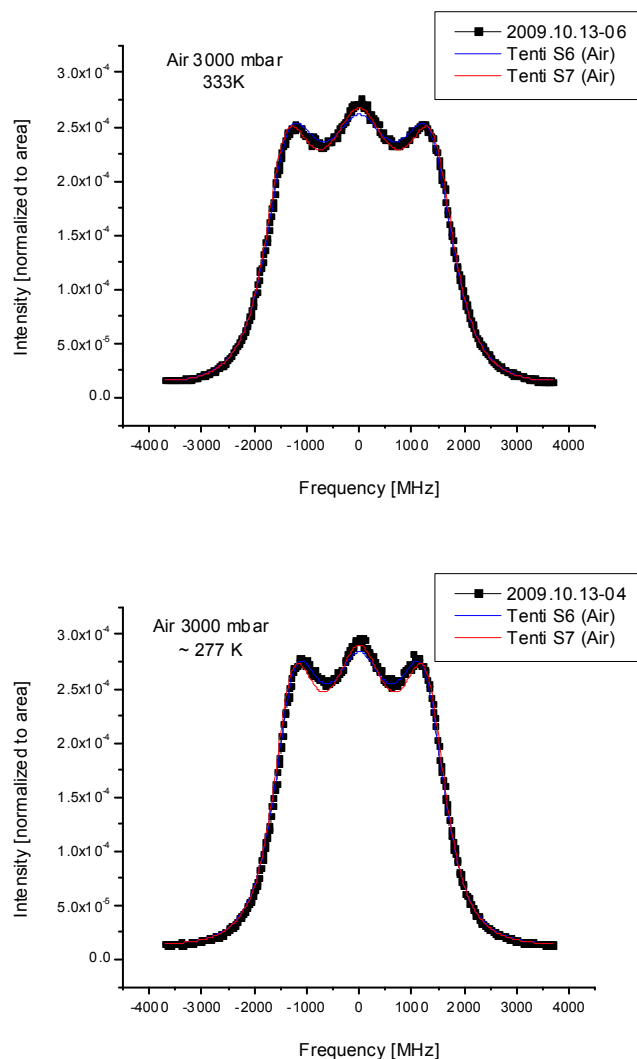 2009.10.13-06
Tenti S6 (Air)
Tenti S7 (Air)
Air 3000 mbar
333K
3.0x10⁻⁴
2.5x10⁻⁴
2.0x10⁻⁴
1.5x10⁻⁴
1.0x10⁻⁴
5.0x10⁻⁵
0.0
Intensity [normalized to area]
-4000 -3000 -2000 -1000 0 1000 2000 3000 4000
Frequency [MHz]
2009.10.13-04
Tenti S6 (Air)
Tenti S7 (Air)
Air 3000 mbar
~ 277 K
3.0x10⁻⁴
2.5x10⁻⁴
2.0x10⁻⁴
1.5x10⁻⁴
1.0x10⁻⁴
5.0x10⁻⁵
0.0
Intensity [normalized to area]
-4000 -3000 -2000 -1000 0 1000 2000 3000 4000
Frequency [MHz]